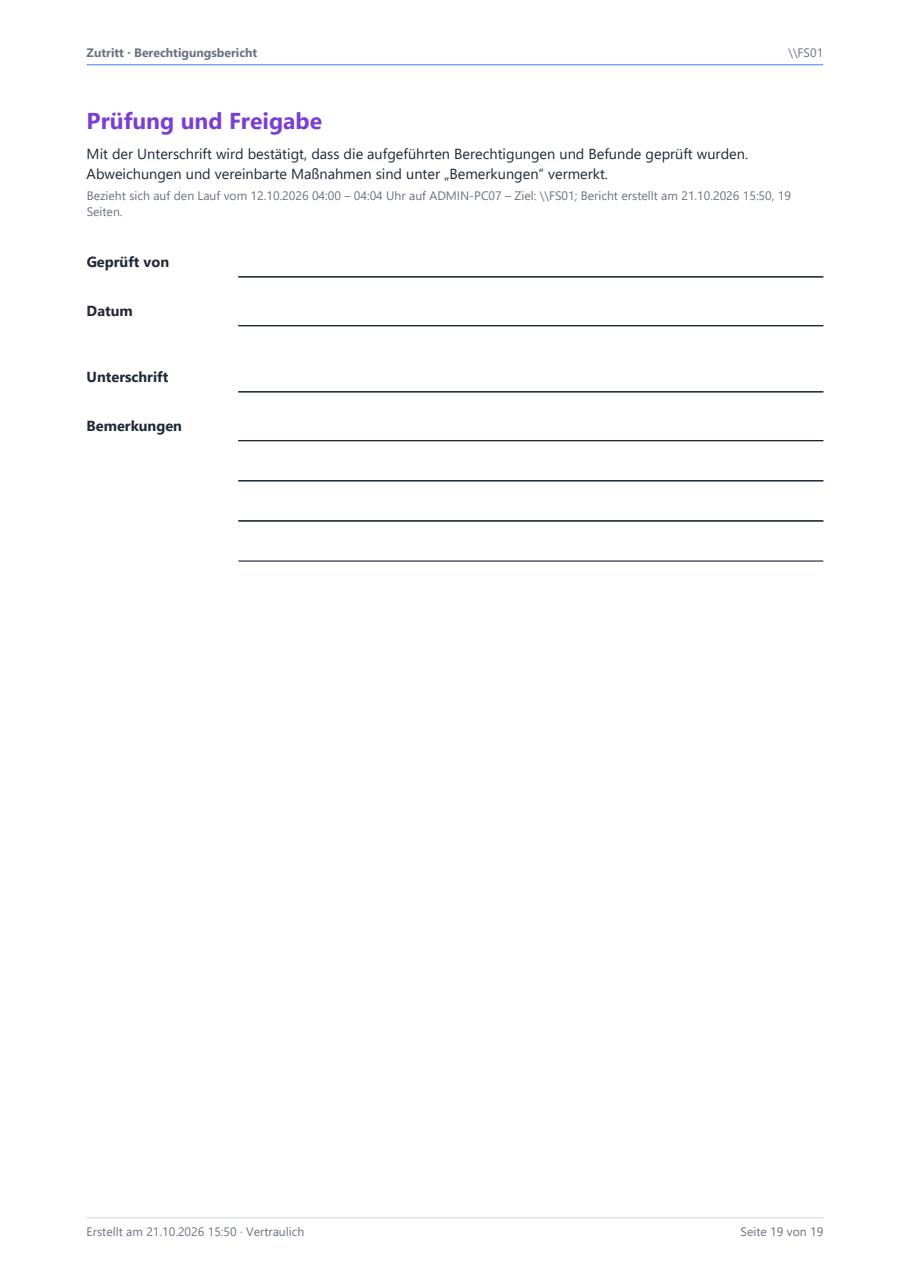 Zutritt · Berechtigungsbericht
\\FS01
Prüfung und Freigabe
Mit der Unterschrift wird bestätigt, dass die aufgeführten Berechtigungen und Befunde geprüft wurden.
Abweichungen und vereinbarte Maßnahmen sind unter „Bemerkungen“ vermerkt.
Bezieht sich auf den Lauf vom 12.10.2026 04:00 – 04:04 Uhr auf ADMIN-PC07 – Ziel: \\FS01; Bericht erstellt am 21.10.2026 15:50, 19
Seiten.
Geprüft von
Datum
Unterschrift
Bemerkungen
Erstellt am 21.10.2026 15:50 · Vertraulich
Seite 19 von 19